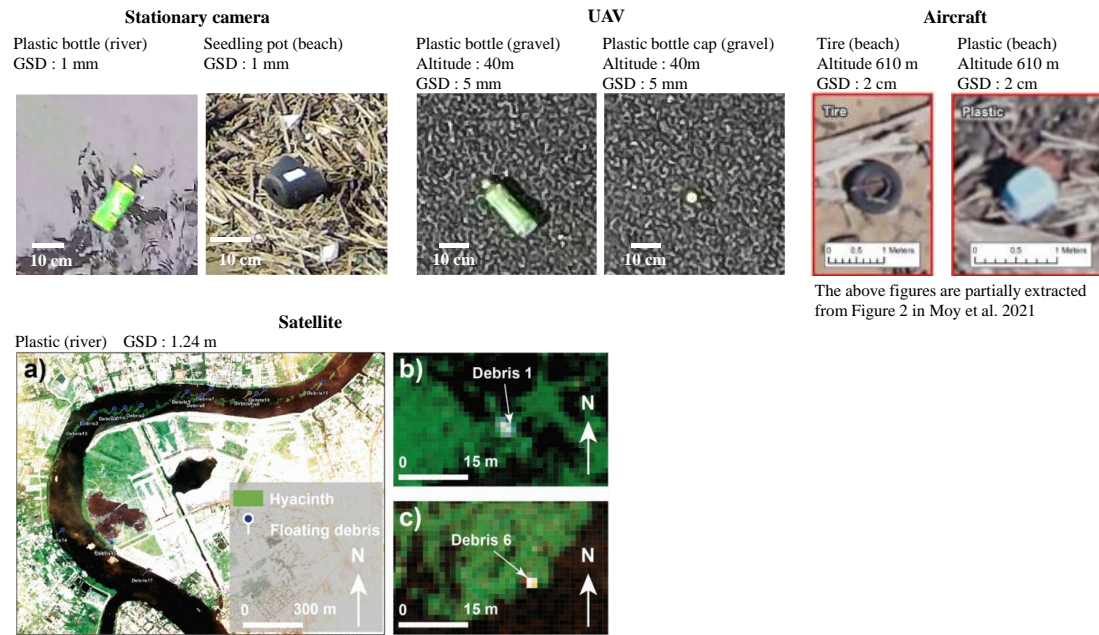 Stationary camera
UAV
Aircraft
Plastic bottle (river)
GSD : 1 mm
Seedling pot (beach)
GSD : 1 mm
Plastic bottle (gravel)
Altitude : 40m
GSD : 5 mm
Plastic bottle cap (gravel)
Altitude : 40m
GSD : 5 mm
Tire (beach)
Altitude 610 m
GSD : 2 cm
Plastic (beach)
Altitude 610 m
GSD : 2 cm
10 cm
10 cm
10 cm
10 cm
Tire
0 0.5 1 Meters
Plastic
0 0.5 1 Meters
The above figures are partially extracted
from Figure 2 in Moy et al. 2021
Satellite
Plastic (river) GSD : 1.24 m
a)
Debris11
Debris17
Hyacinth
Floating debris
N
0 300 m
b)
Debris 1
N
0 15 m
c)
Debris 6
N
0 15 m